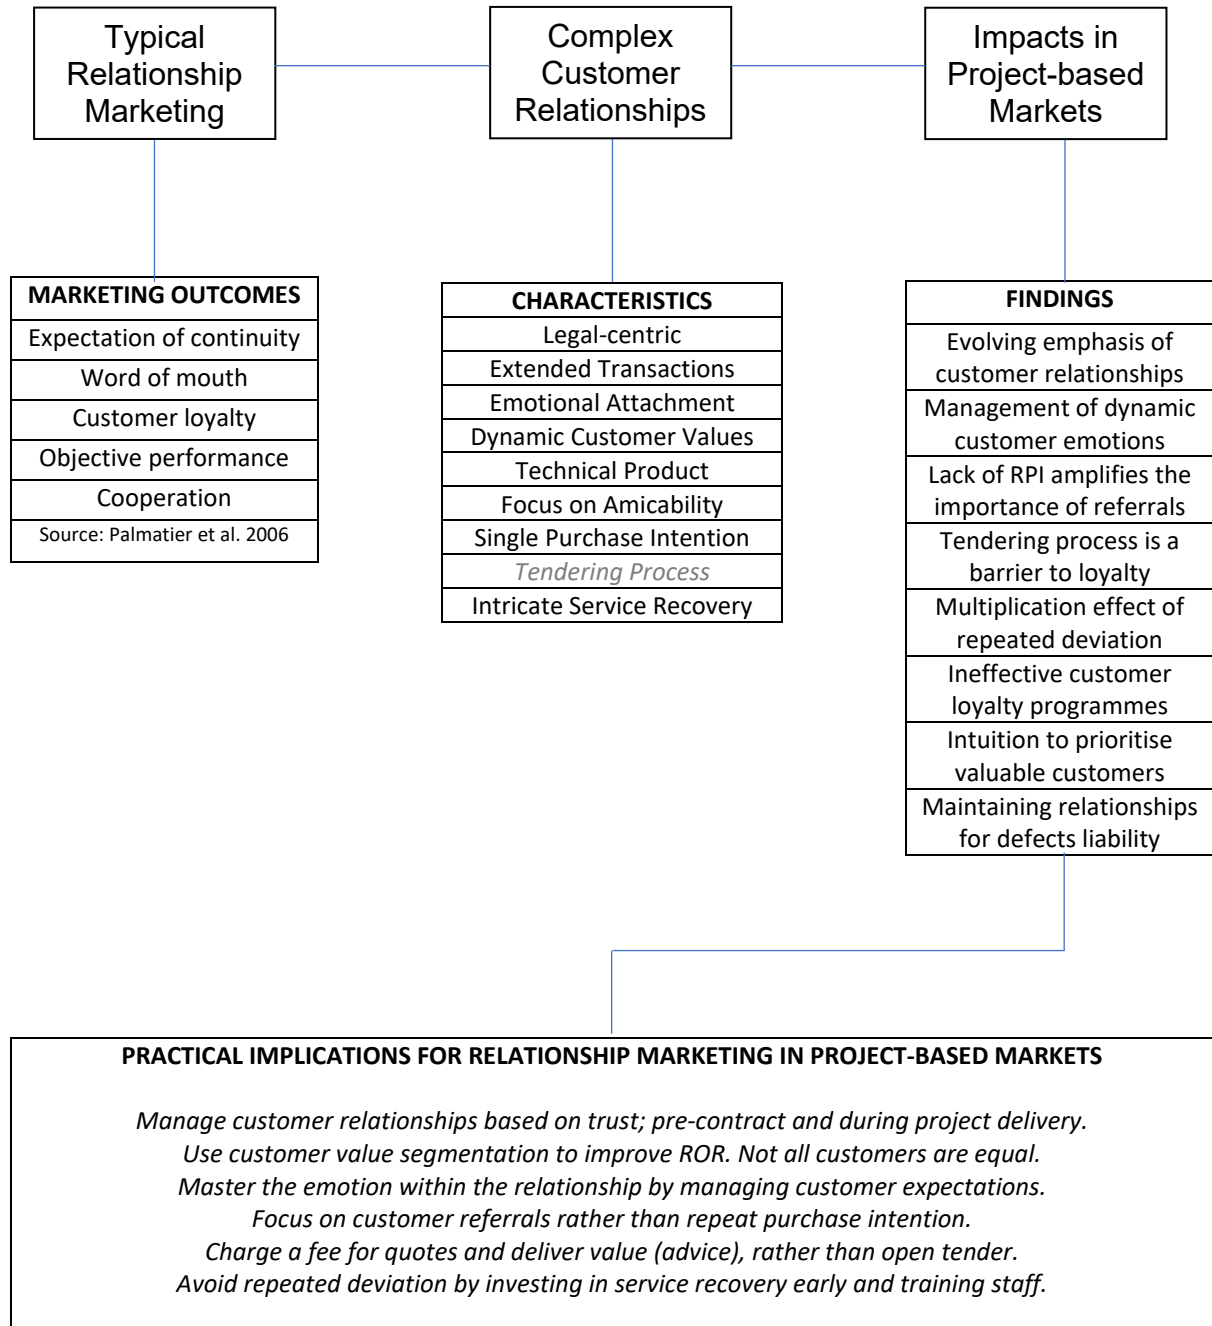 Typical
Relationship
Marketing
Complex
Customer
Relationships
Impacts in
Project-based
Markets
MARKETING OUTCOMES
Expectation of continuity
Word of mouth
Customer loyalty
Objective performance
Cooperation
Source: Palmatier et al. 2006
CHARACTERISTICS
Legal-centric
Extended Transactions
Emotional Attachment
Dynamic Customer Values
Technical Product
Focus on Amicability
Single Purchase Intention
Tendering Process
Intricate Service Recovery
FINDINGS
Evolving emphasis of
customer relationships
Management of dynamic
customer emotions
Lack of RPI amplifies the
importance of referrals
Tendering process is a
barrier to loyalty
Multiplication effect of
repeated deviation
Ineffective customer
loyalty programmes
Intuition to prioritise
valuable customers
Maintaining relationships
for defects liability
PRACTICAL IMPLICATIONS FOR RELATIONSHIP MARKETING IN PROJECT-BASED MARKETS
Manage customer relationships based on trust; pre-contract and during project delivery.
Use customer value segmentation to improve ROR. Not all customers are equal.
Master the emotion within the relationship by managing customer expectations.
Focus on customer referrals rather than repeat purchase intention.
Charge a fee for quotes and deliver value (advice), rather than open tender.
Avoid repeated deviation by investing in service recovery early and training staff.